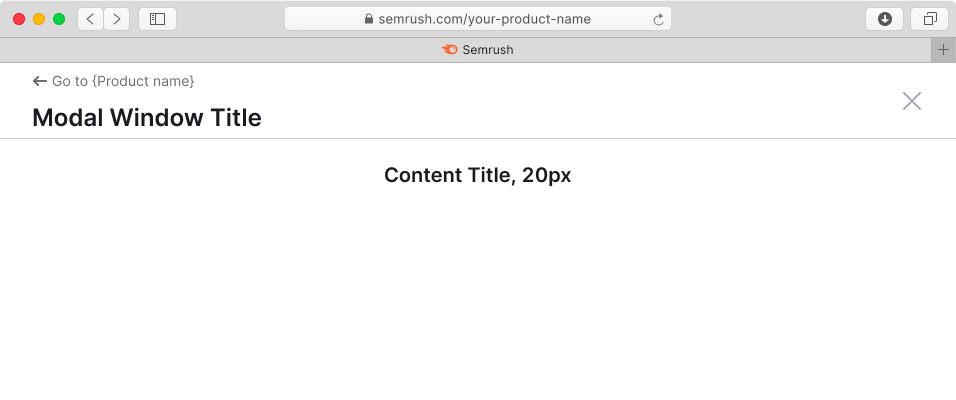 semrush.com/your-product-name
Semrush
Go to {Product name}
Modal Window Title
Content Title, 20px